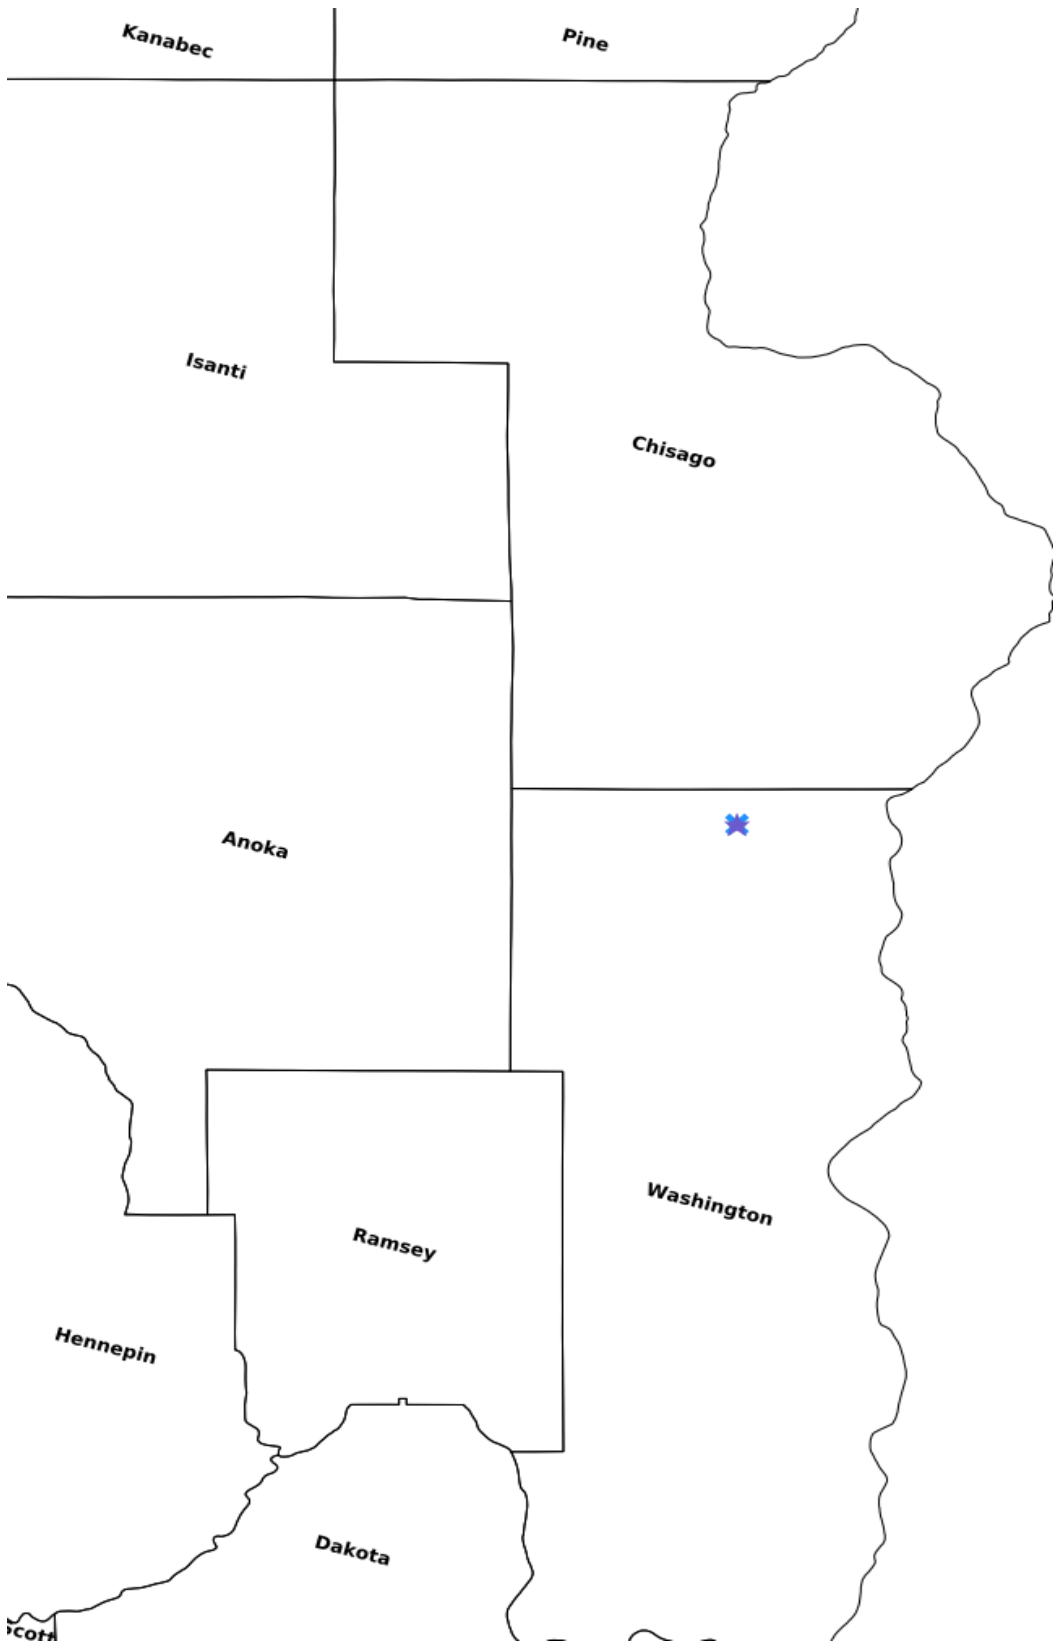 Kanabec
Pine
Isanti
Chisago
Anoka
Washington
Ramsey
Hennepin
Dakota